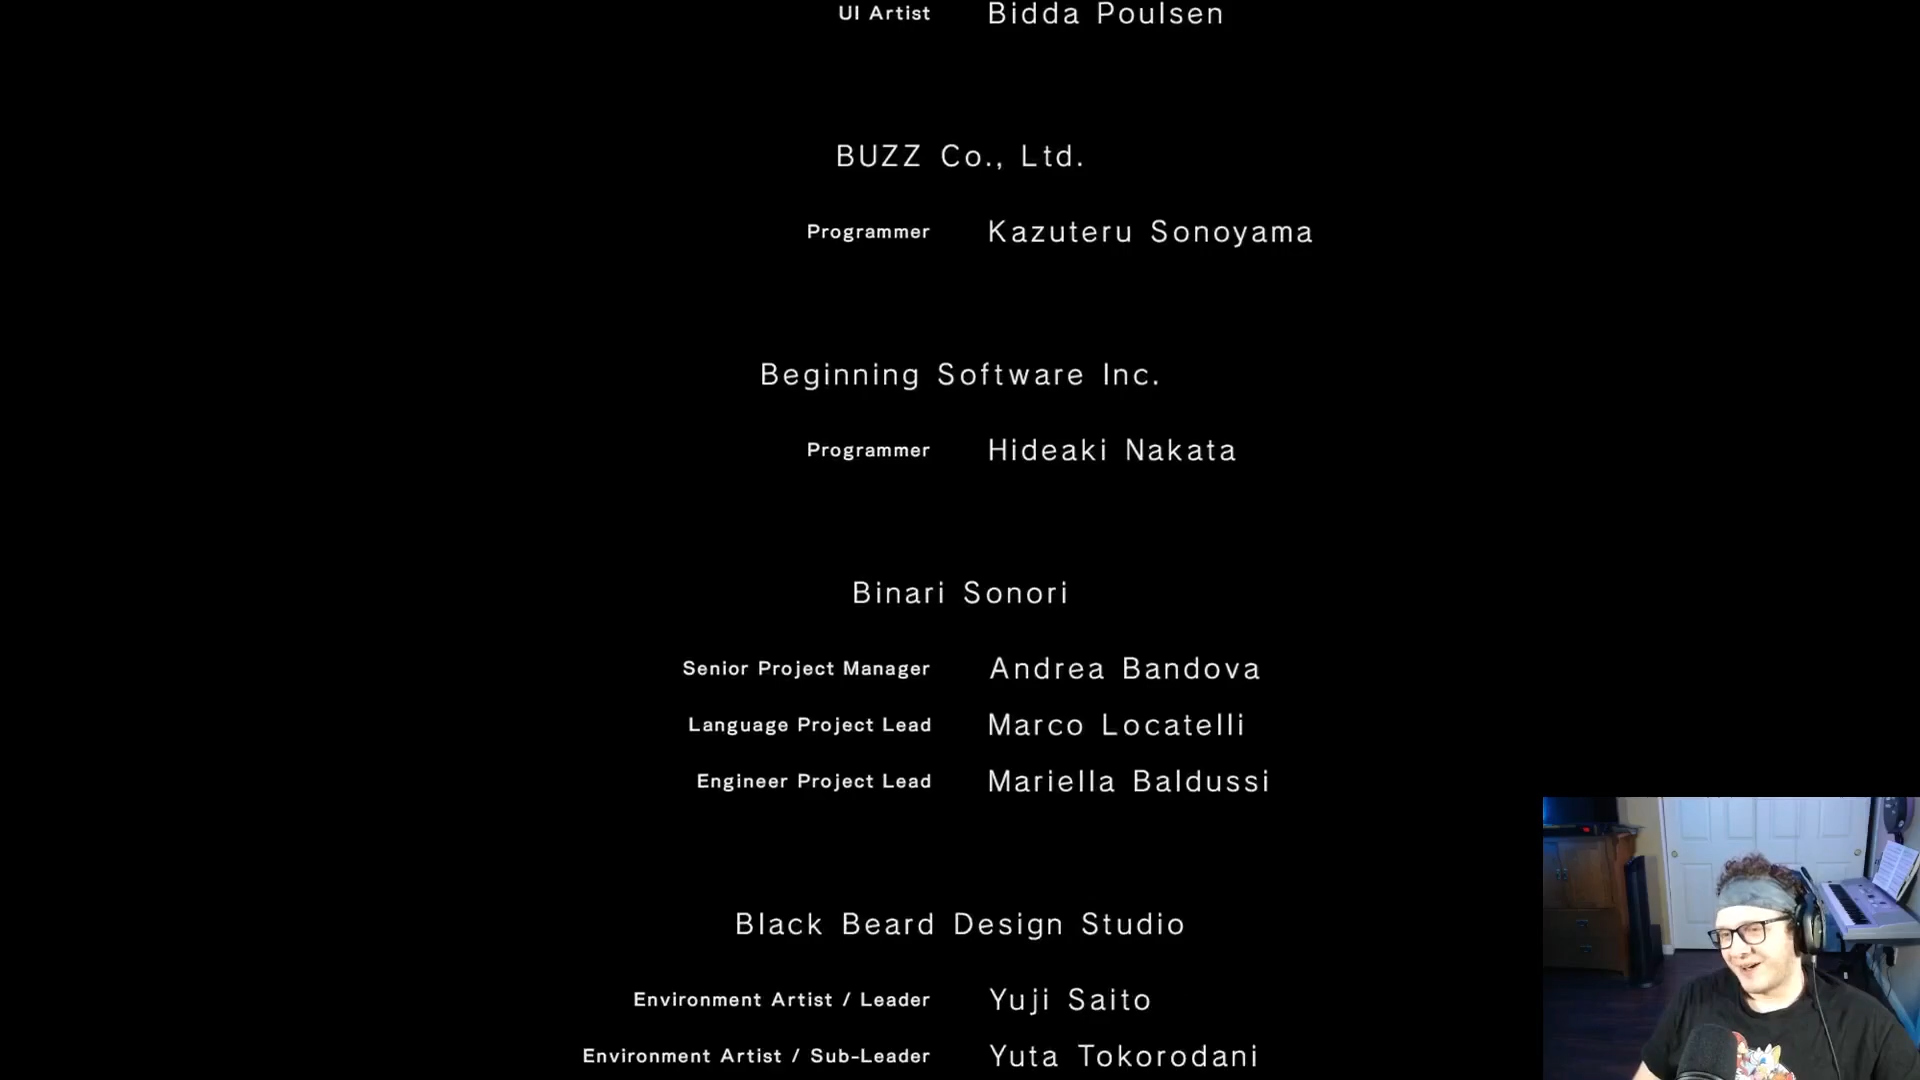 UI Artist Bidda Poulsen
BUZZ Co., Ltd.
Programmer Kazuteru Sonoyama
Beginning Software Inc.
Programmer Hideaki Nakata
Binari Sonori
Senior Project Manager Andrea Bandova
Language Project Lead Marco Locatelli
Engineer Project Lead Mariella Baldussi
Black Beard Design Studio
Environment Artist / Leader Yuji Saito
Environment Artist / Sub-Leader Yuta Tokorodani